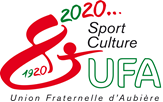 2020...
Sport
Culture
1920
UFA
Union Fraternelle d'Aubière